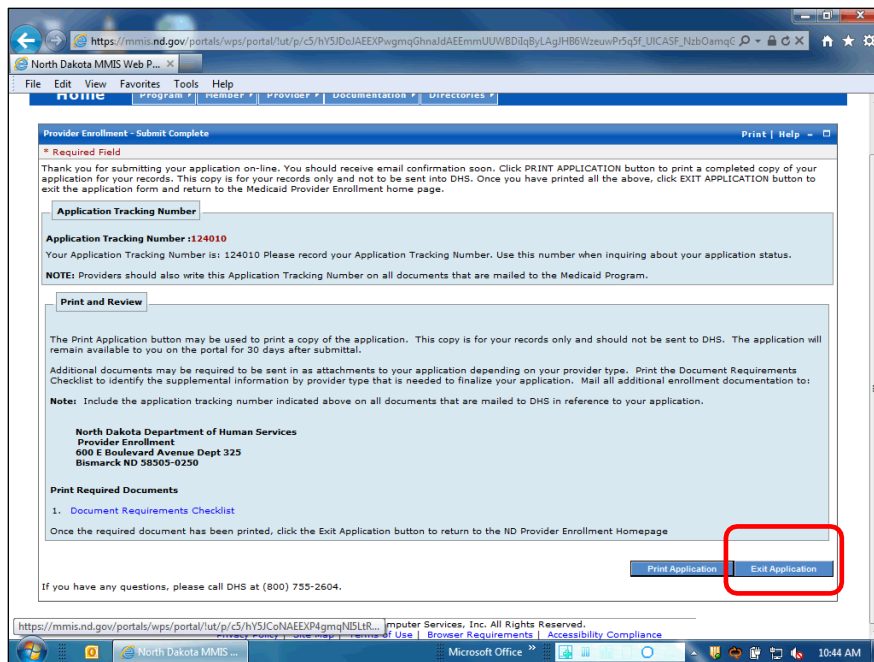 https://mmis.nd.gov/portals/wps/portal/!ut/p/c5/
North Dakota MMIS Web P...
File Edit View Favorites Tools Help
Home Program Member Provider Documentation Directories
Provider Enrollment - Submit Complete Print | Help
* Required Field
Thank you for submitting your application on-line. You should receive email confirmation soon. Click PRINT APPLICATION button to print a completed copy of your
application for your records. This copy is for your records only and not to be sent into DHS. Once you have printed all the above, click EXIT APPLICATION button to
exit the application form and return to the Medicaid Provider Enrollment home page.
Application Tracking Number
Application Tracking Number :124010
Your Application Tracking Number is: 124010 Please record your Application Tracking Number. Use this number when inquiring about your application status.
NOTE: Providers should also write this Application Tracking Number on all documents that are mailed to the Medicaid Program.
Print and Review
The Print Application button may be used to print a copy of the application. This copy is for your records only and should not be sent to DHS. The application will
remain available to you on the portal for 30 days after submittal.
Additional documents may be required to be sent in as attachments to your application depending on your provider type. Print the Document Requirements
Checklist to identify the supplemental information by provider type that is needed to finalize your application. Mail all additional enrollment documentation to:
Note: Include the application tracking number indicated above on all documents that are mailed to DHS in reference to your application.
North Dakota Department of Human Services
Provider Enrollment
600 E Boulevard Avenue Dept 325
Bismarck ND 58505-0250
Print Required Documents
1. Document Requirements Checklist
Once the required document has been printed, click the Exit Application button to return to the ND Provider Enrollment Homepage
Print Application Exit Application
If you have any questions, please call DHS at (800) 755-2604.
https://mmis.nd.gov/portals/wps/portal/!ut/p/c5/hY5JCoNAEEXP4gmqNI5LtR... mputer Services, Inc. All Rights Reserved.
Privacy Policy | Site Map | Terms of Use | Browser Requirements | Accessibility Compliance
North Dakota MMIS ... Microsoft Office » 10:44 AM